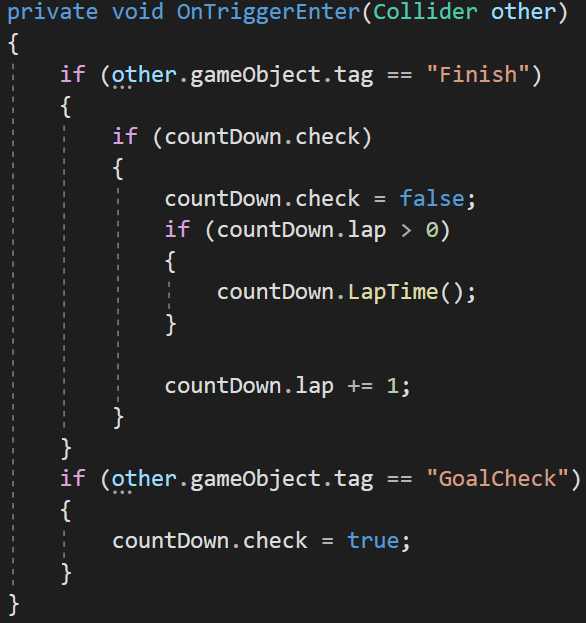 private void OnTriggerEnter(Collider other)
{
    if (other.gameObject.tag == "Finish")
    {
        if (countDown.check)
        {
            countDown.check = false;
            if (countDown.lap > 0)
            {
                countDown.LapTime();
            }

            countDown.lap += 1;
        }
    }
    if (other.gameObject.tag == "GoalCheck")
    {
        countDown.check = true;
    }
}